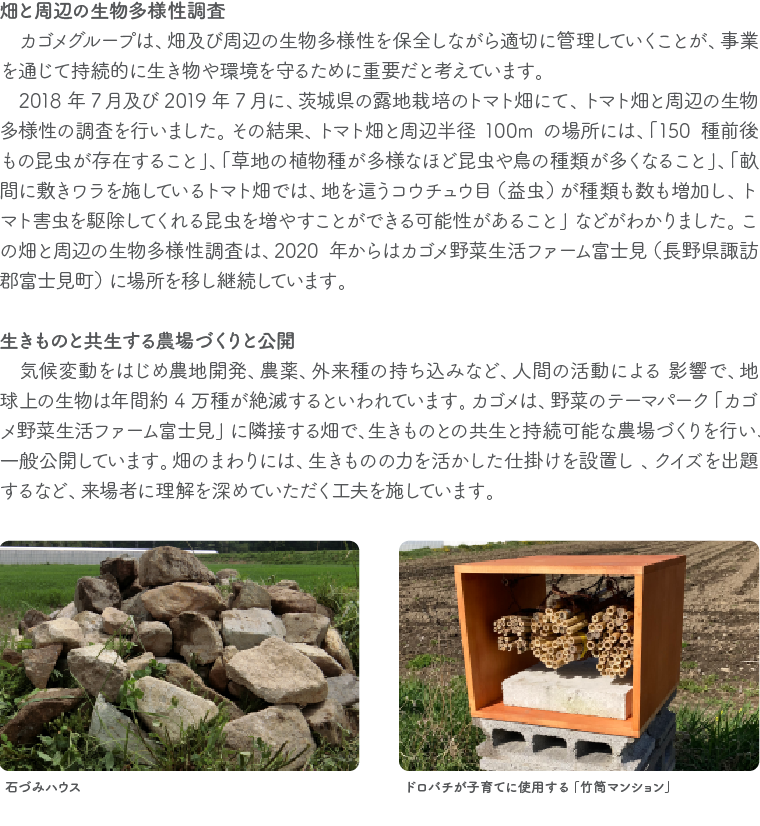 畑と周辺の生物多様性調査
カゴメグループは、畑及び周辺の生物多様性を保全しながら適切に管理していくことが、事業
を通じて持続的に生き物や環境を守るために重要だと考えています。
2018年7月及び2019年7月に、茨城県の露地栽培のトマト畑にて、トマト畑と周辺の生物
多様性の調査を行いました。その結果、トマト畑と周辺半径 100m の場所には、「150 種前後
もの昆虫が存在すること」、「草地の植物種が多様なほど昆虫や鳥の種類が多くなること」、「畝
間に敷きワラを施しているトマト畑では、地を這うコウチュウ目（益虫）が種類も数も増加し、ト
マト害虫を駆除してくれる昆虫を増やすことができる可能性があること」などがわかりました。こ
の畑と周辺の生物多様性調査は、2020 年からはカゴメ野菜生活ファーム富士見（長野県諏訪
郡富士見町）に場所を移し継続しています。
生きものと共生する農場づくりと公開
気候変動をはじめ農地開発、農薬、外来種の持ち込みなど、人間の活動による 影響で、地
球上の生物は年間約4万種が絶滅するといわれています。カゴメは、野菜のテーマパーク「カゴ
メ野菜生活ファーム富士見」に隣接する畑で、生きものとの共生と持続可能な農場づくりを行い、
一般公開しています。畑のまわりには、生きものの力を活かした仕掛けを設置し 、クイズを出題
するなど、来場者に理解を深めていただく工夫を施しています。
石づみハウス
ドロバチが子育てに使用する「竹筒マンション」